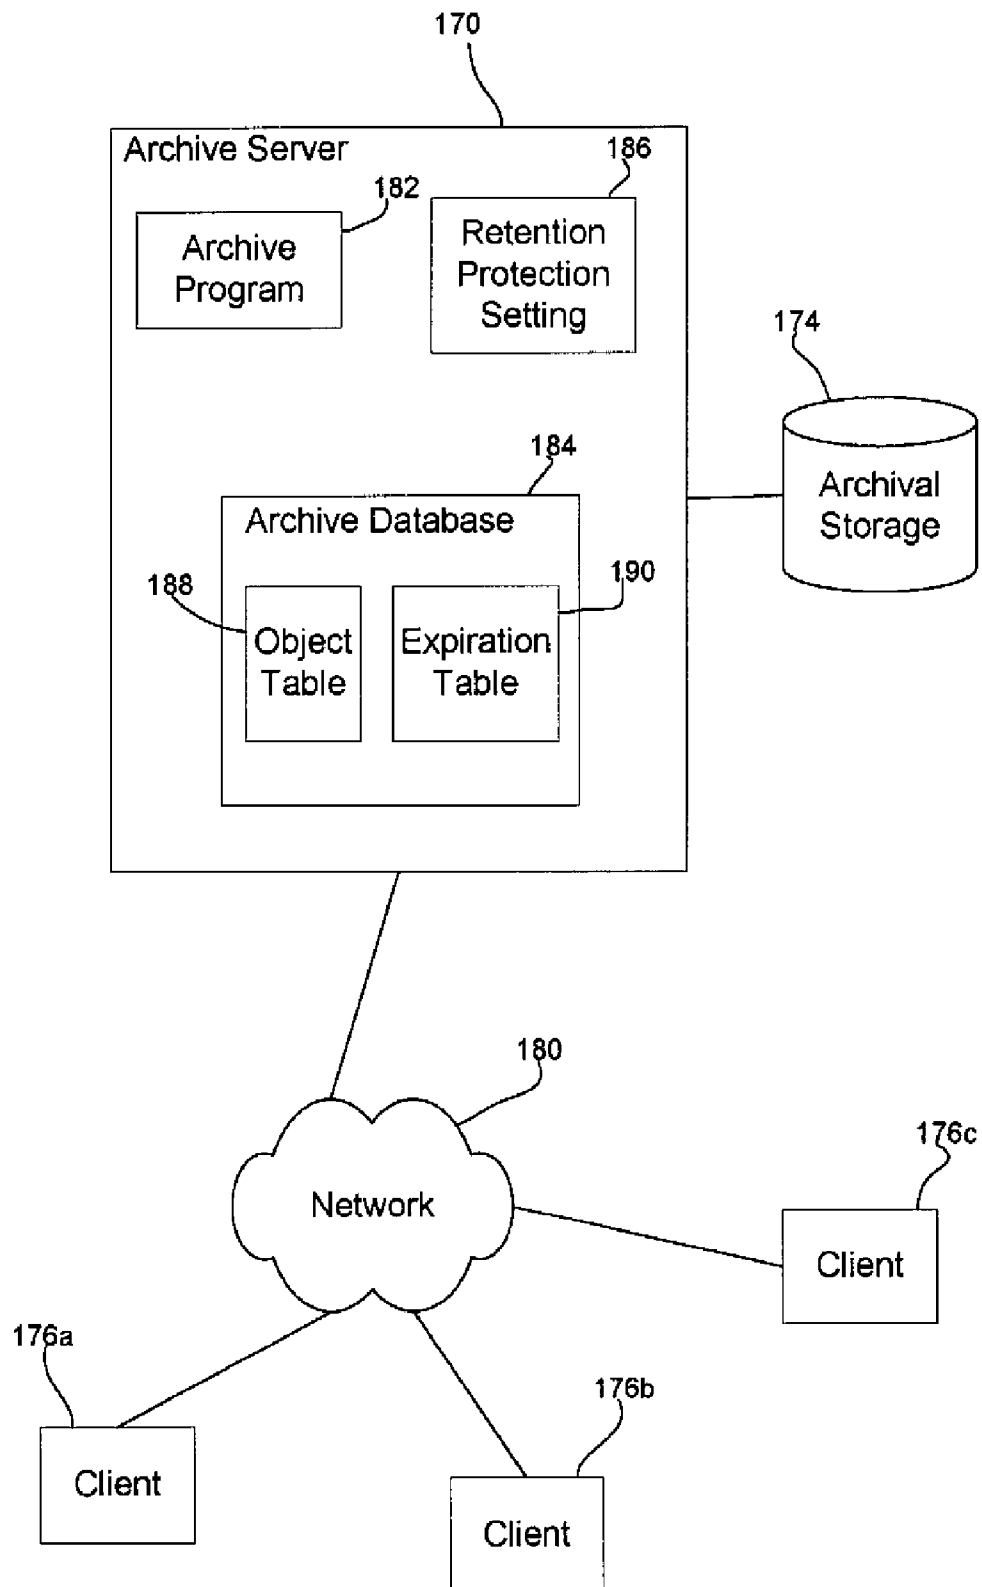 170
Archive Server
186
182
Archive
Program
Retention
Protection
Setting
174
Archival
Storage
184
Archive Database
188
190
Object
Table
Expiration
Table
180
Network
176c
Client
176a
Client
176b
Client